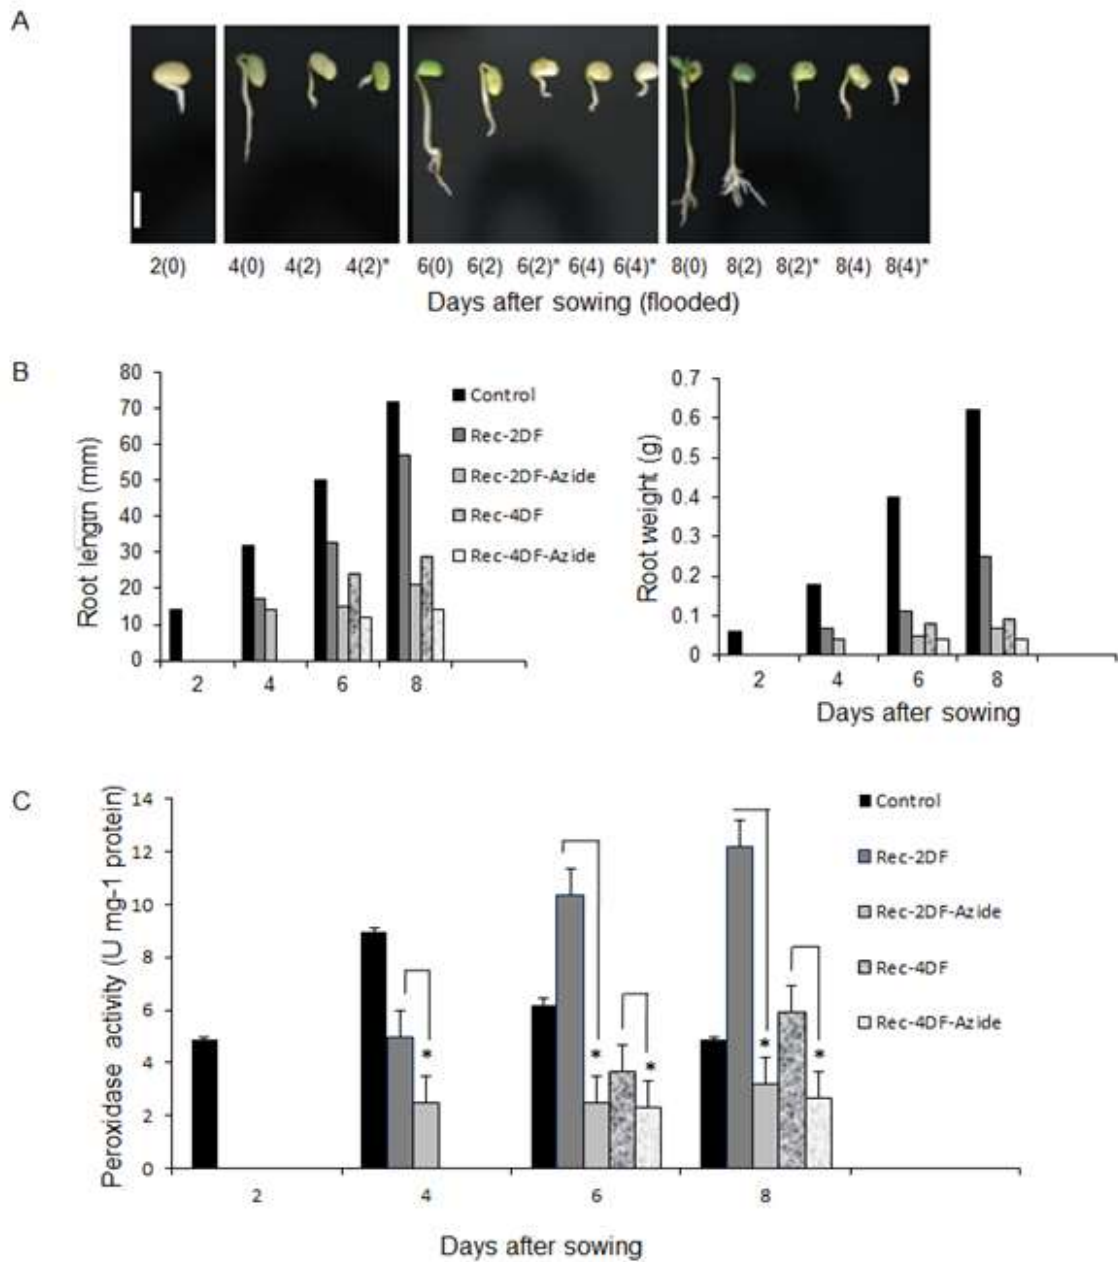 A
2(0) 4(0) 4(2) 4(2)* 6(0) 6(2) 6(2)* 6(4) 6(4)* 8(0) 8(2) 8(2)* 8(4) 8(4)*
Days after sowing (flooded)
B
Root length (mm)
80
70
60
50
40
30
20
10
0
2 4 6 8
Control
Rec-2DF
Rec-2DF-Azide
Rec-4DF
Rec-4DF-Azide
Root weight (g)
0.7
0.6
0.5
0.4
0.3
0.2
0.1
0
2 4 6 8
Days after sowing
C
Peroxidase activity (U mg-1 protein)
14
12
10
8
6
4
2
0
* * * * *
2 4 6 8
Control
Rec-2DF
Rec-2DF-Azide
Rec-4DF
Rec-4DF-Azide
Days after sowing